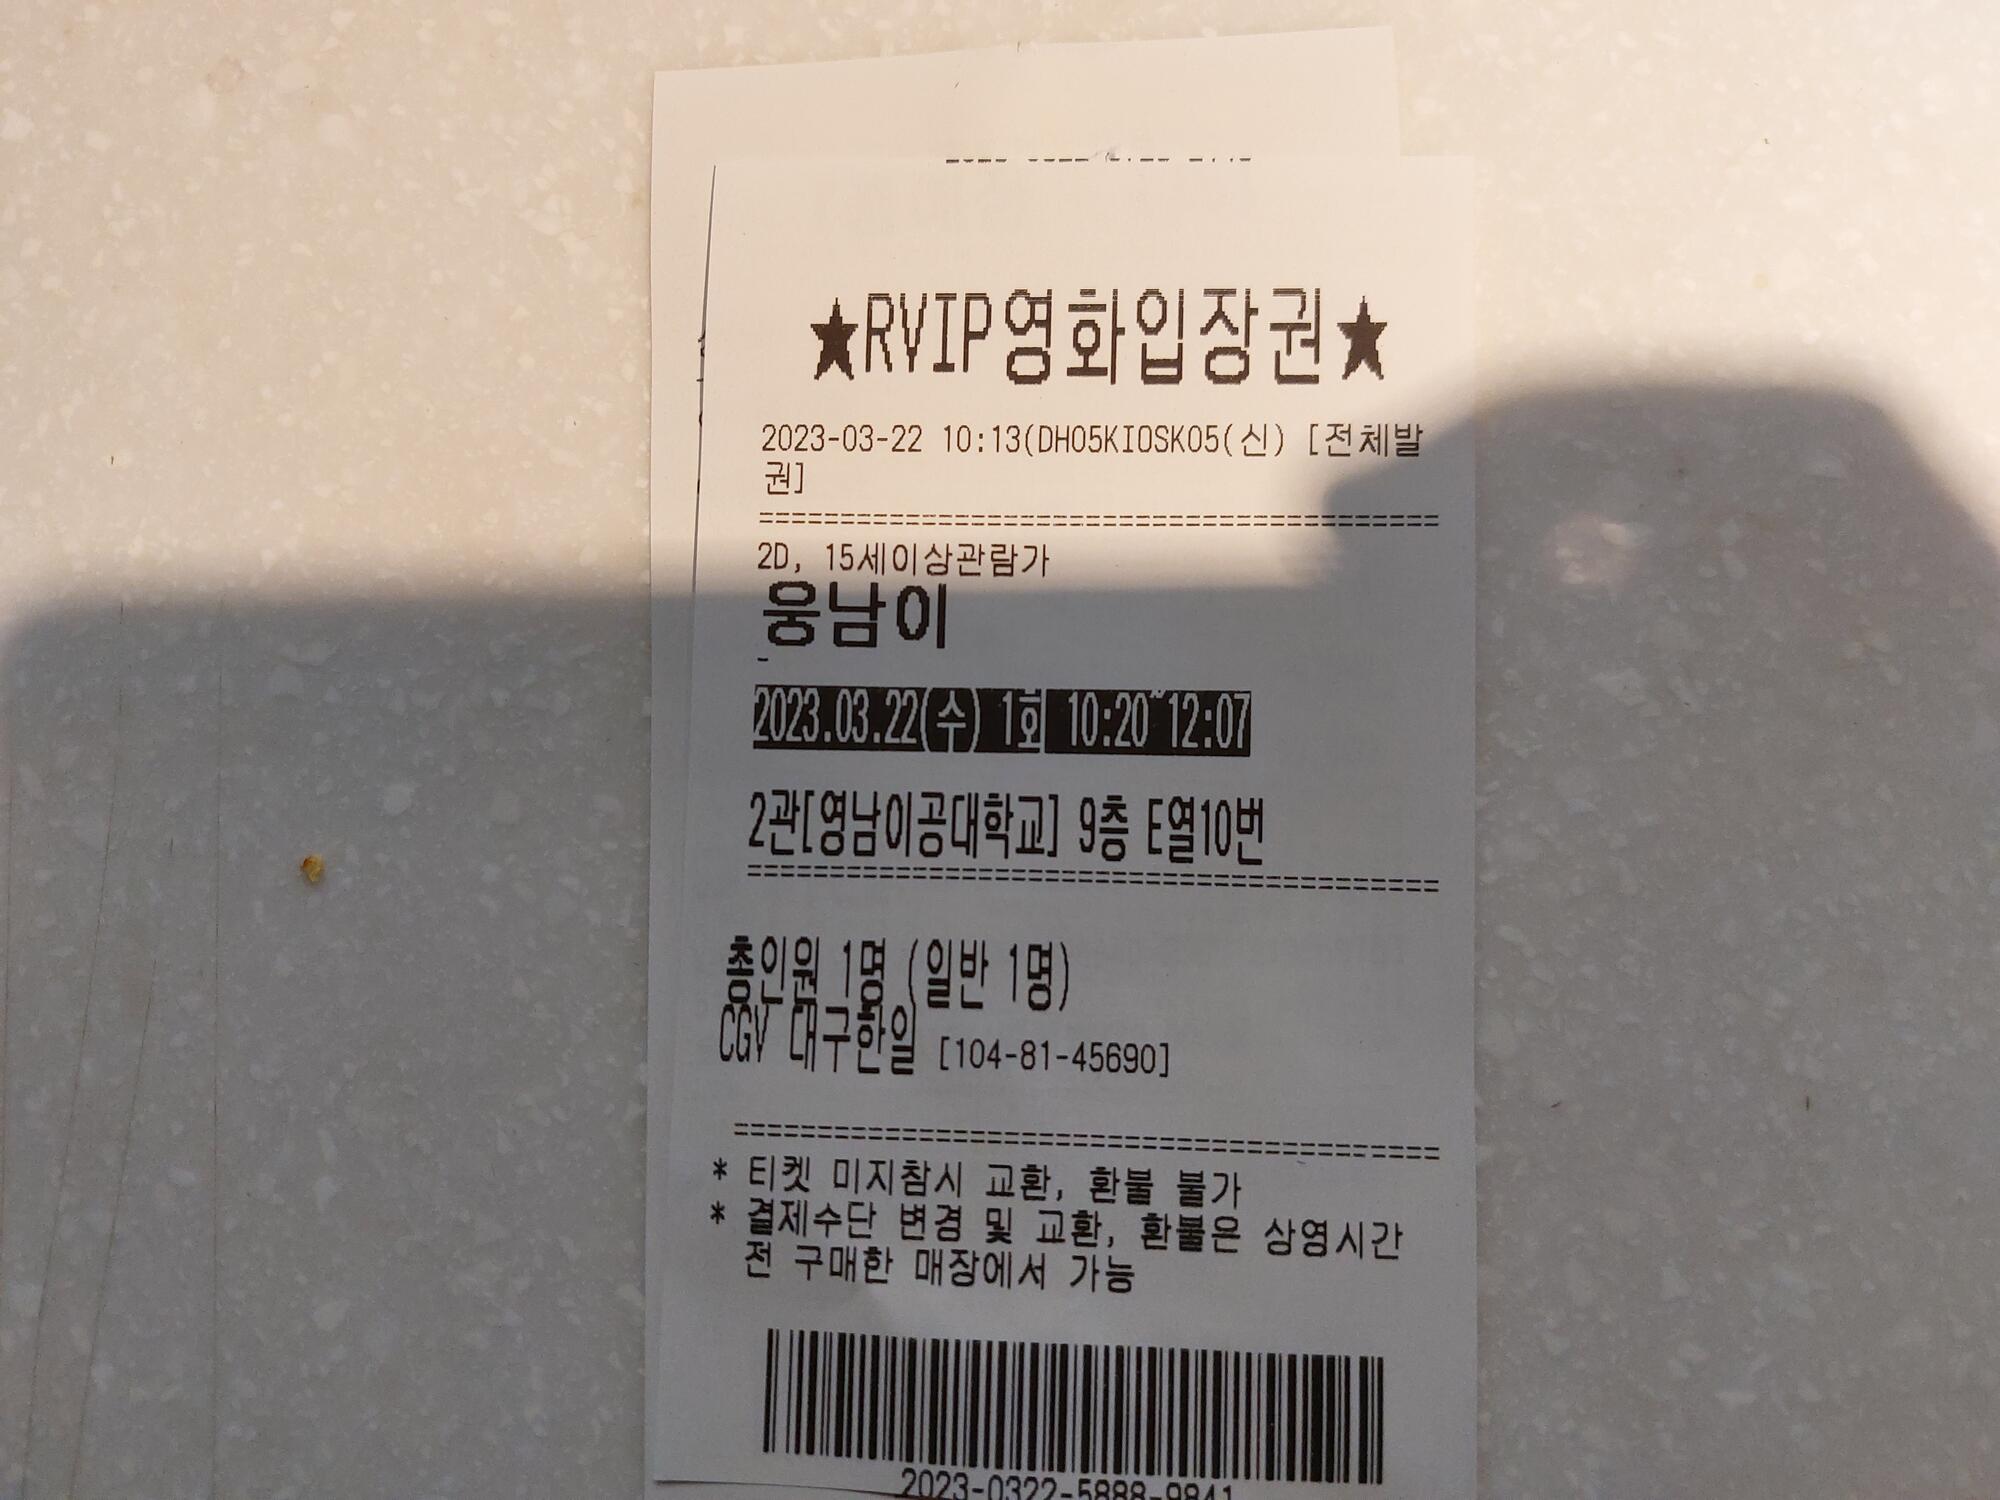 ★RVIP영화입장권★
2023-03-22 10:13(DH05KIOSK05(신) [전체발
권]
========================================
2D, 15세이상관람가
웅남이
-
2023.03.22(수) 1회 10:20~12:07
2관[영남이공대학교] 9층 E열10번
========================================
총인원 1명 (일반 1명)
CGV 대구한일 [104-81-45690]
========================================
* 티켓 미지참시 교환, 환불 불가
* 결제수단 변경 및 교환, 환불은 상영시간
전 구매한 매장에서 가능
2023-0322-5888-9841